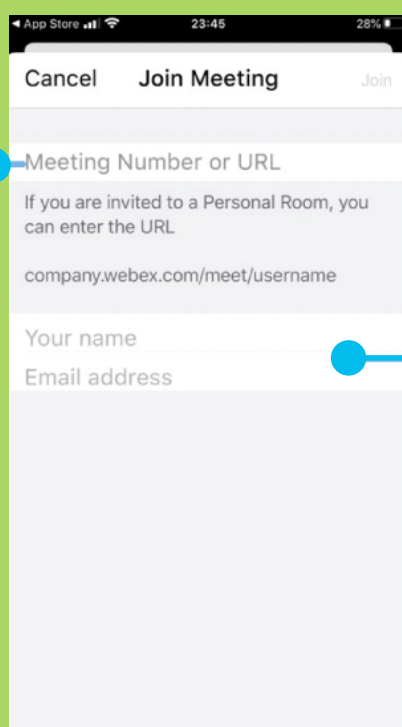 App Store 23:45 28%
Cancel Join Meeting Join
Meeting Number or URL
If you are invited to a Personal Room, you
can enter the URL
company.webex.com/meet/username
Your name
Email address